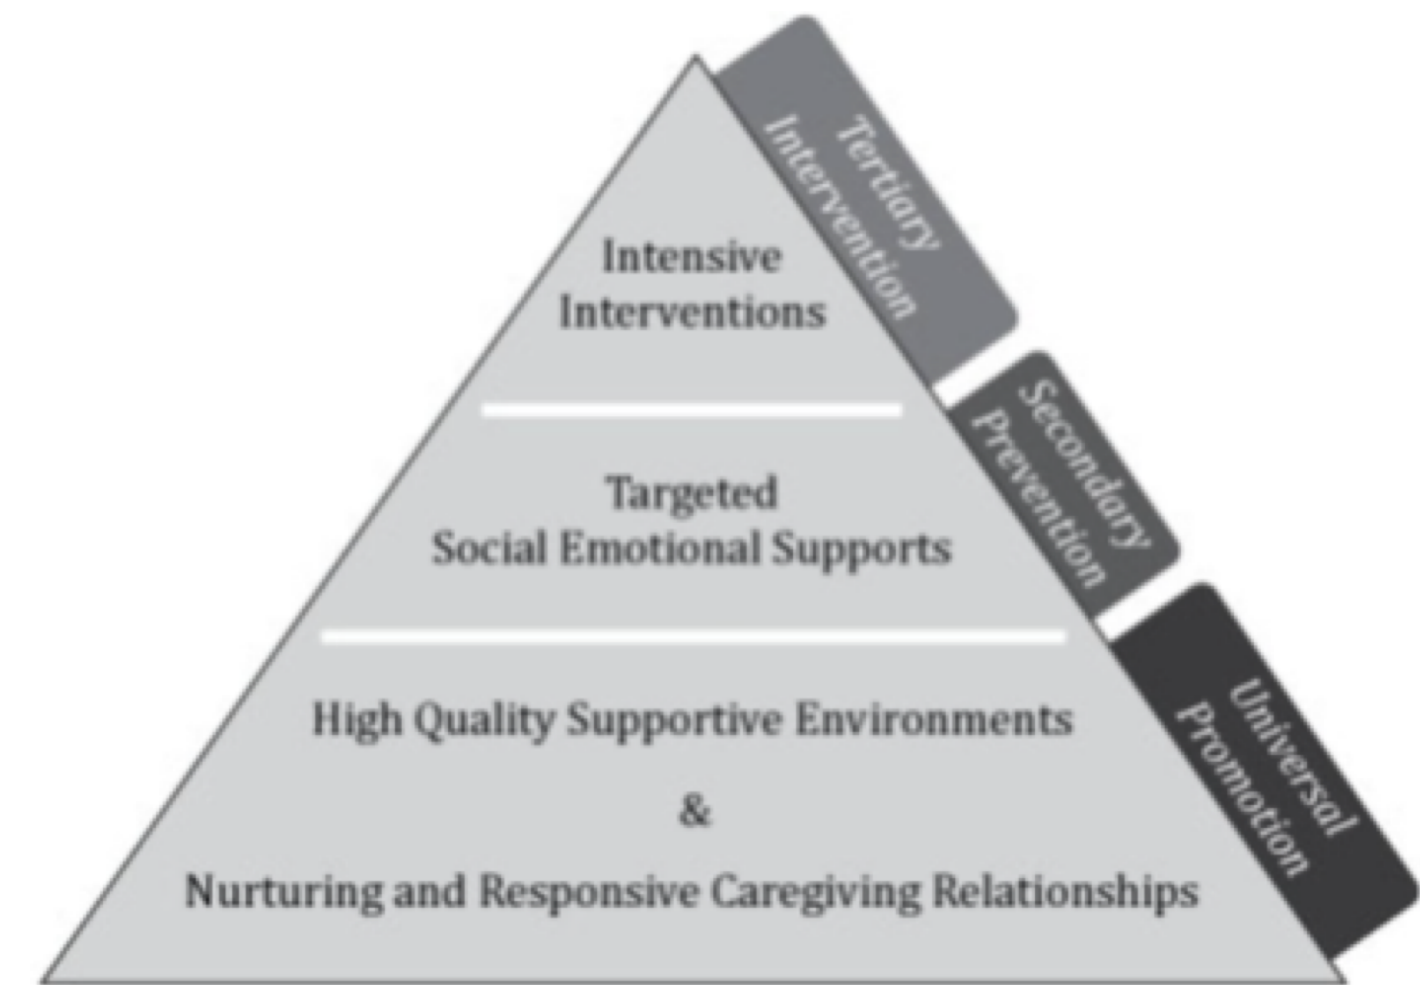 Tertiary
Intervention
Intensive
Interventions
Secondary
Prevention
Targeted
Social Emotional Supports
Universal
Promotion
High Quality Supportive Environments
&
Nurturing and Responsive Caregiving Relationships